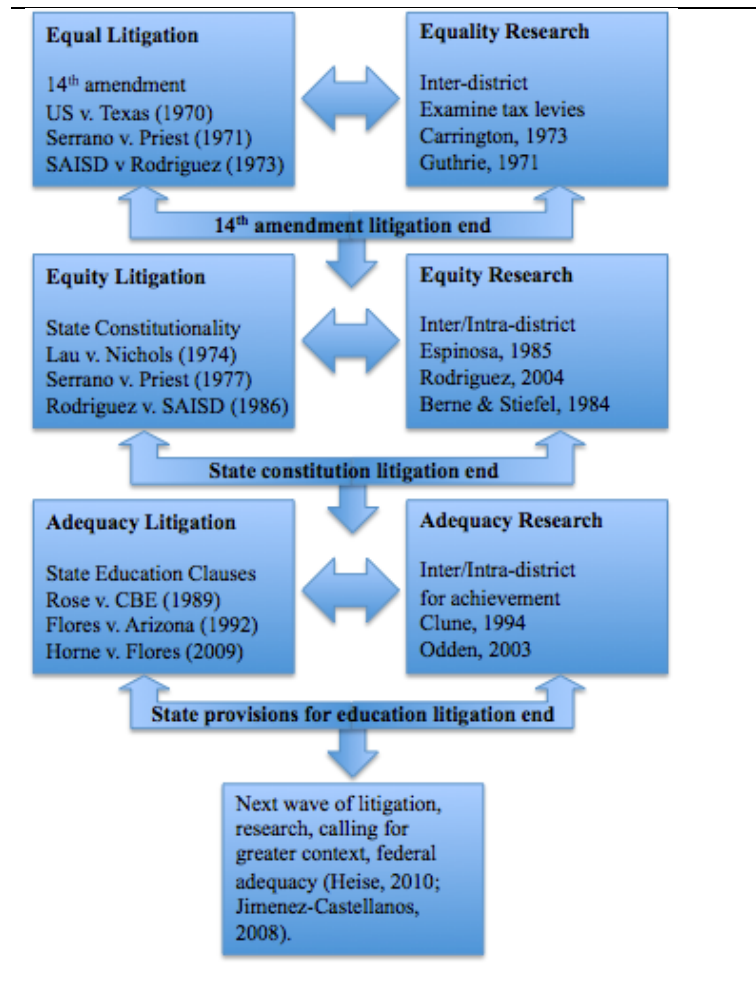 Equal Litigation
14th amendment
US v. Texas (1970)
Serrano v. Priest (1971)
SAISD v Rodriguez (1973)
Equality Research
Inter-district
Examine tax levies
Carrington, 1973
Guthrie, 1971
14th amendment litigation end
Equity Litigation
State Constitutionality
Lau v. Nichols (1974)
Serrano v. Priest (1977)
Rodriguez v. SAISD (1986)
Equity Research
Inter/Intra-district
Espinosa, 1985
Rodriguez, 2004
Berne & Stiefel, 1984
State constitution litigation end
Adequacy Litigation
State Education Clauses
Rose v. CBE (1989)
Flores v. Arizona (1992)
Horne v. Flores (2009)
Adequacy Research
Inter/Intra-district
for achievement
Clune, 1994
Odden, 2003
State provisions for education litigation end
Next wave of litigation,
research, calling for
greater context, federal
adequacy (Heise, 2010;
Jimenez-Castellanos,
2008).